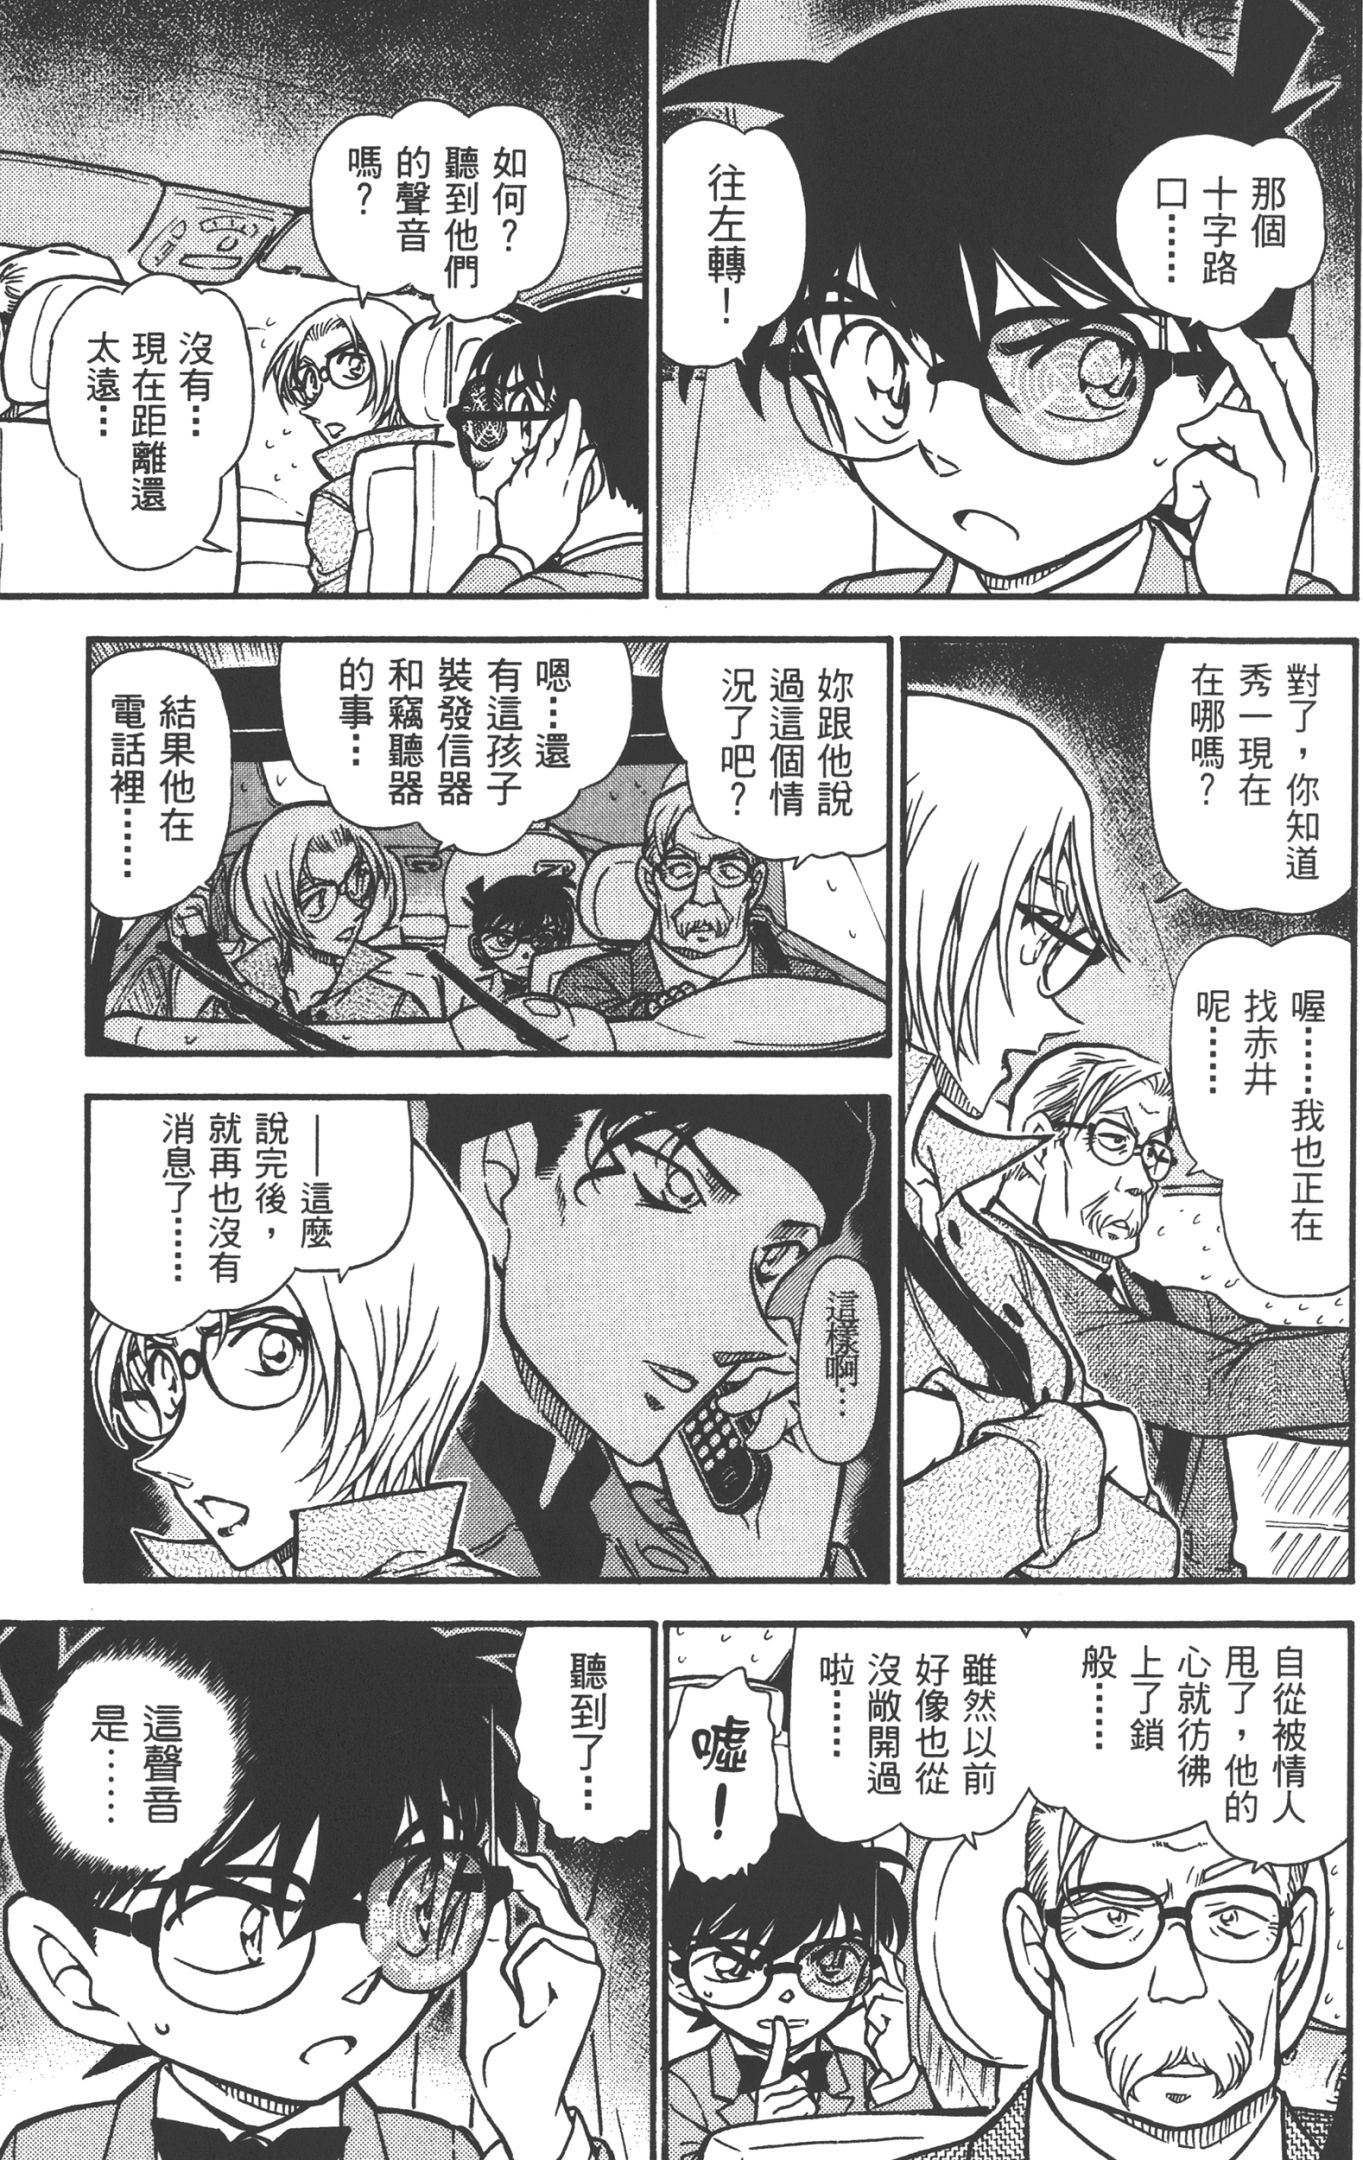 那個
十字路
口……
往左轉！
如何？
聽到他們
的聲音
嗎？
沒有…
現在距離還
太遠…
對了，你知道
秀一現在
在哪嗎？
喔……我也正在
找赤井
呢……
妳跟他說
過這個情
況了吧？
嗯…還
有這孩子
裝發信器
和竊聽器
的事…
結果他在
電話裡……
這樣啊…
——這麼
說完後，
就再也沒有
消息了……
自從被情人
甩了，他的
心就彷彿
上了鎖
般……
雖然以前
好像也從
沒敞開過
啦……
噓！
聽到了…
這聲音
是……